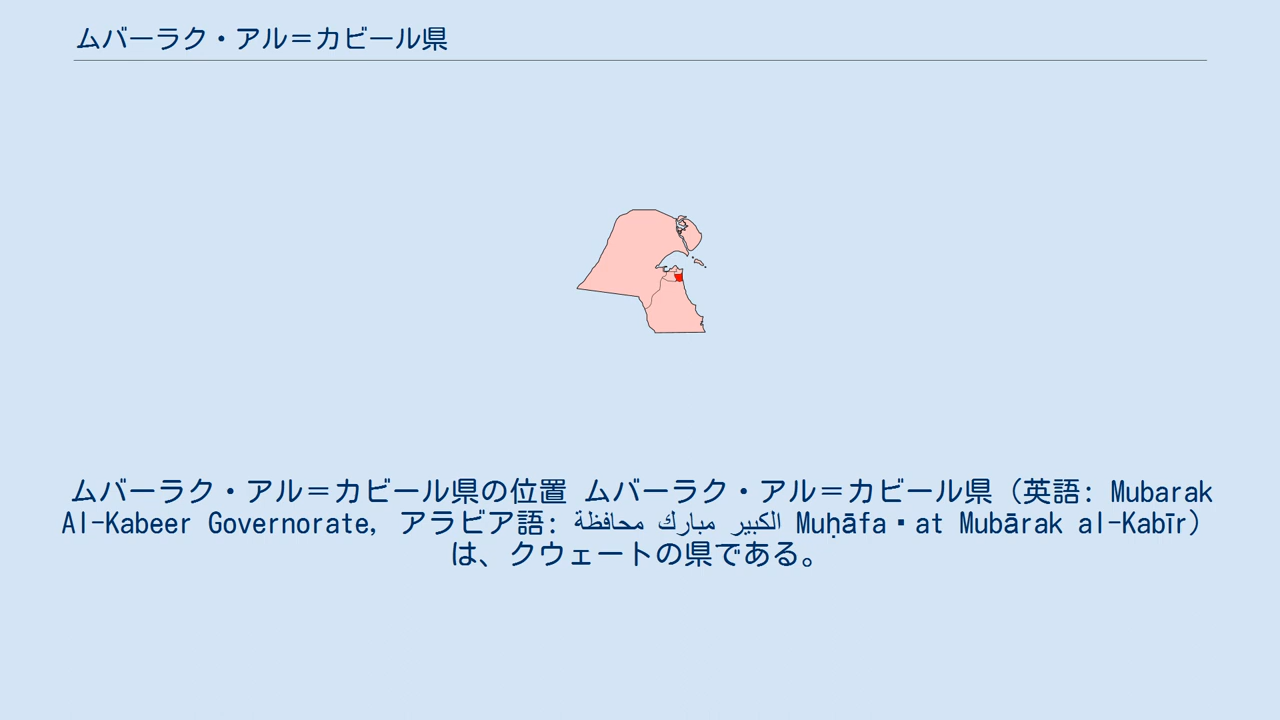 ムバーラク・アル＝カビール県
ムバーラク・アル＝カビール県の位置 ムバーラク・アル＝カビール県（英語: Mubarak
Al-Kabeer Governorate, アラビア語: محافظة مبارك الكبير Muḥāfaẓat Mubārak al-Kabīr）
は、クウェートの県である。